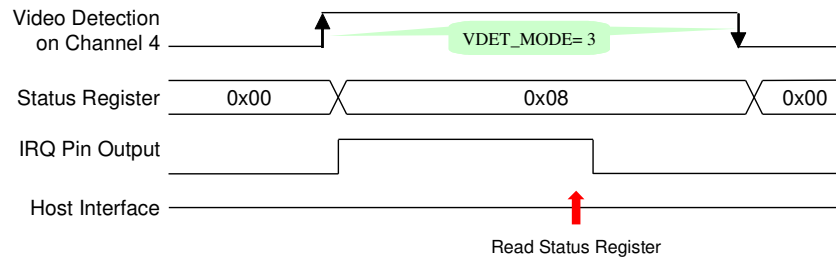 Video Detection
on Channel 4
VDET_MODE= 3
Status Register
0x00
0x08
0x00
IRQ Pin Output
Host Interface
Read Status Register